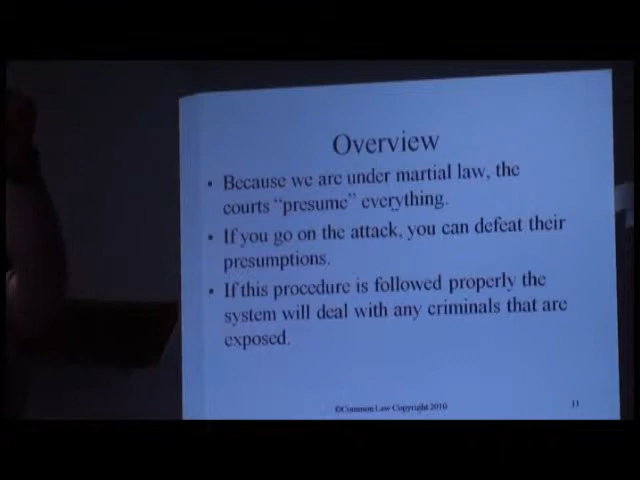 Overview
• Because we are under martial law, the
courts "presume" everything.
• If you go on the attack, you can defeat their
presumptions.
• If this procedure is followed properly the
system will deal with any criminals that are
exposed.
©Common Law Copyright 2010
11